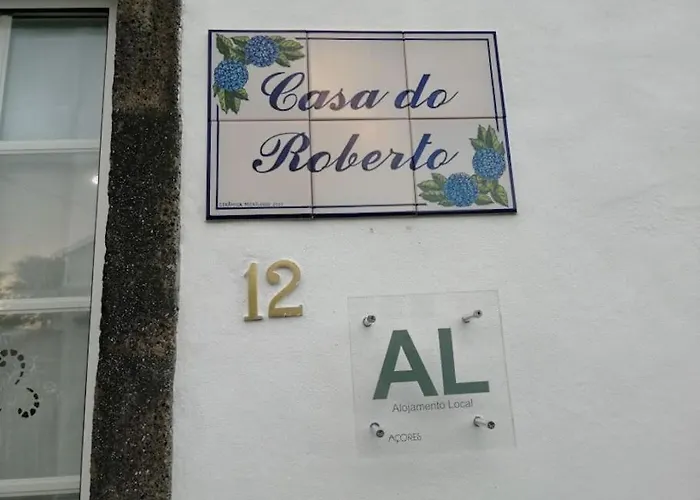 Casa do
Roberto
12
AL
Alojamento Local
AÇORES